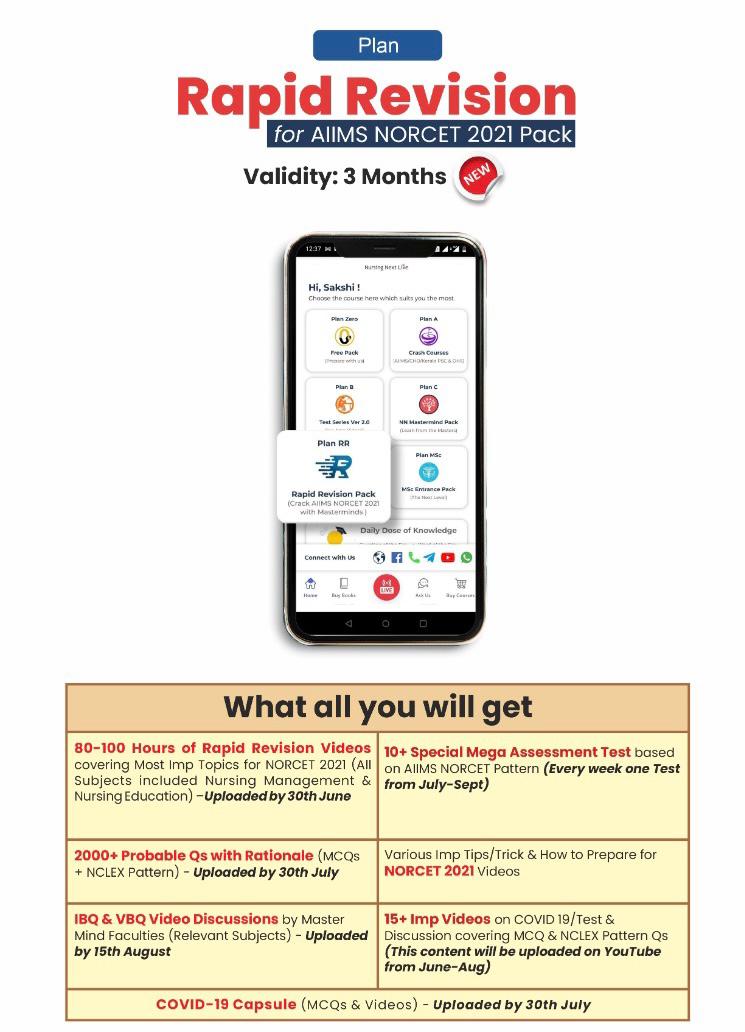 Plan
Rapid Revision
for AIIMS NORCET 2021 Pack
Validity: 3 Months
NEW
12:37
Nursing Next Live
Hi, Sakshi !
Choose the course here which suits you the most.
Plan Zero
Free Pack
(Prepare with us)
Plan A
Crash Courses
(AIIMS/CHO/Kerala PSC & DHS)
Plan B
Test Series Ver 2.0
Plan C
NN Mastermind Pack
(Learn from the Masters)
Plan RR
Rapid Revision Pack
(Crack AIIMS NORCET 2021
with Masterminds )
Plan MSc
MSc Entrance Pack
(The Next Level)
Daily Dose of Knowledge
Connect with Us
Home
Buy Books
LIVE
Ask Us
Buy Courses
What all you will get
80-100 Hours of Rapid Revision Videos
covering Most Imp Topics for NORCET 2021 (All
Subjects included Nursing Management &
Nursing Education) –Uploaded by 30th June
10+ Special Mega Assessment Test based
on AIIMS NORCET Pattern (Every week one Test
from July-Sept)
2000+ Probable Qs with Rationale (MCQs
+ NCLEX Pattern) - Uploaded by 30th July
Various Imp Tips/Trick & How to Prepare for
NORCET 2021 Videos
IBQ & VBQ Video Discussions by Master
Mind Faculties (Relevant Subjects) - Uploaded
by 15th August
15+ Imp Videos on COVID 19/Test &
Discussion covering MCQ & NCLEX Pattern Qs
(This content will be uploaded on YouTube
from June-Aug)
COVID-19 Capsule (MCQs & Videos) - Uploaded by 30th July